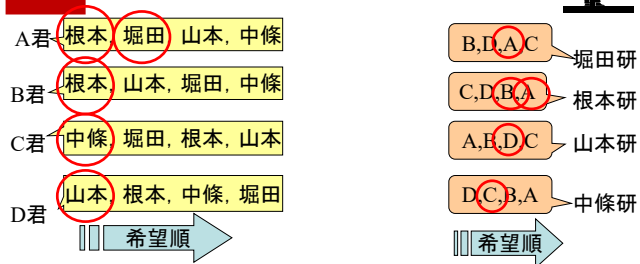 A君
根本, 堀田, 山本, 中條
B君
根本, 山本, 堀田, 中條
C君
中條, 堀田, 根本, 山本
D君
山本, 根本, 中條, 堀田
希望順
B,D,A,C
堀田研
C,D,B,A
根本研
A,B,D,C
山本研
D,C,B,A
中條研
希望順